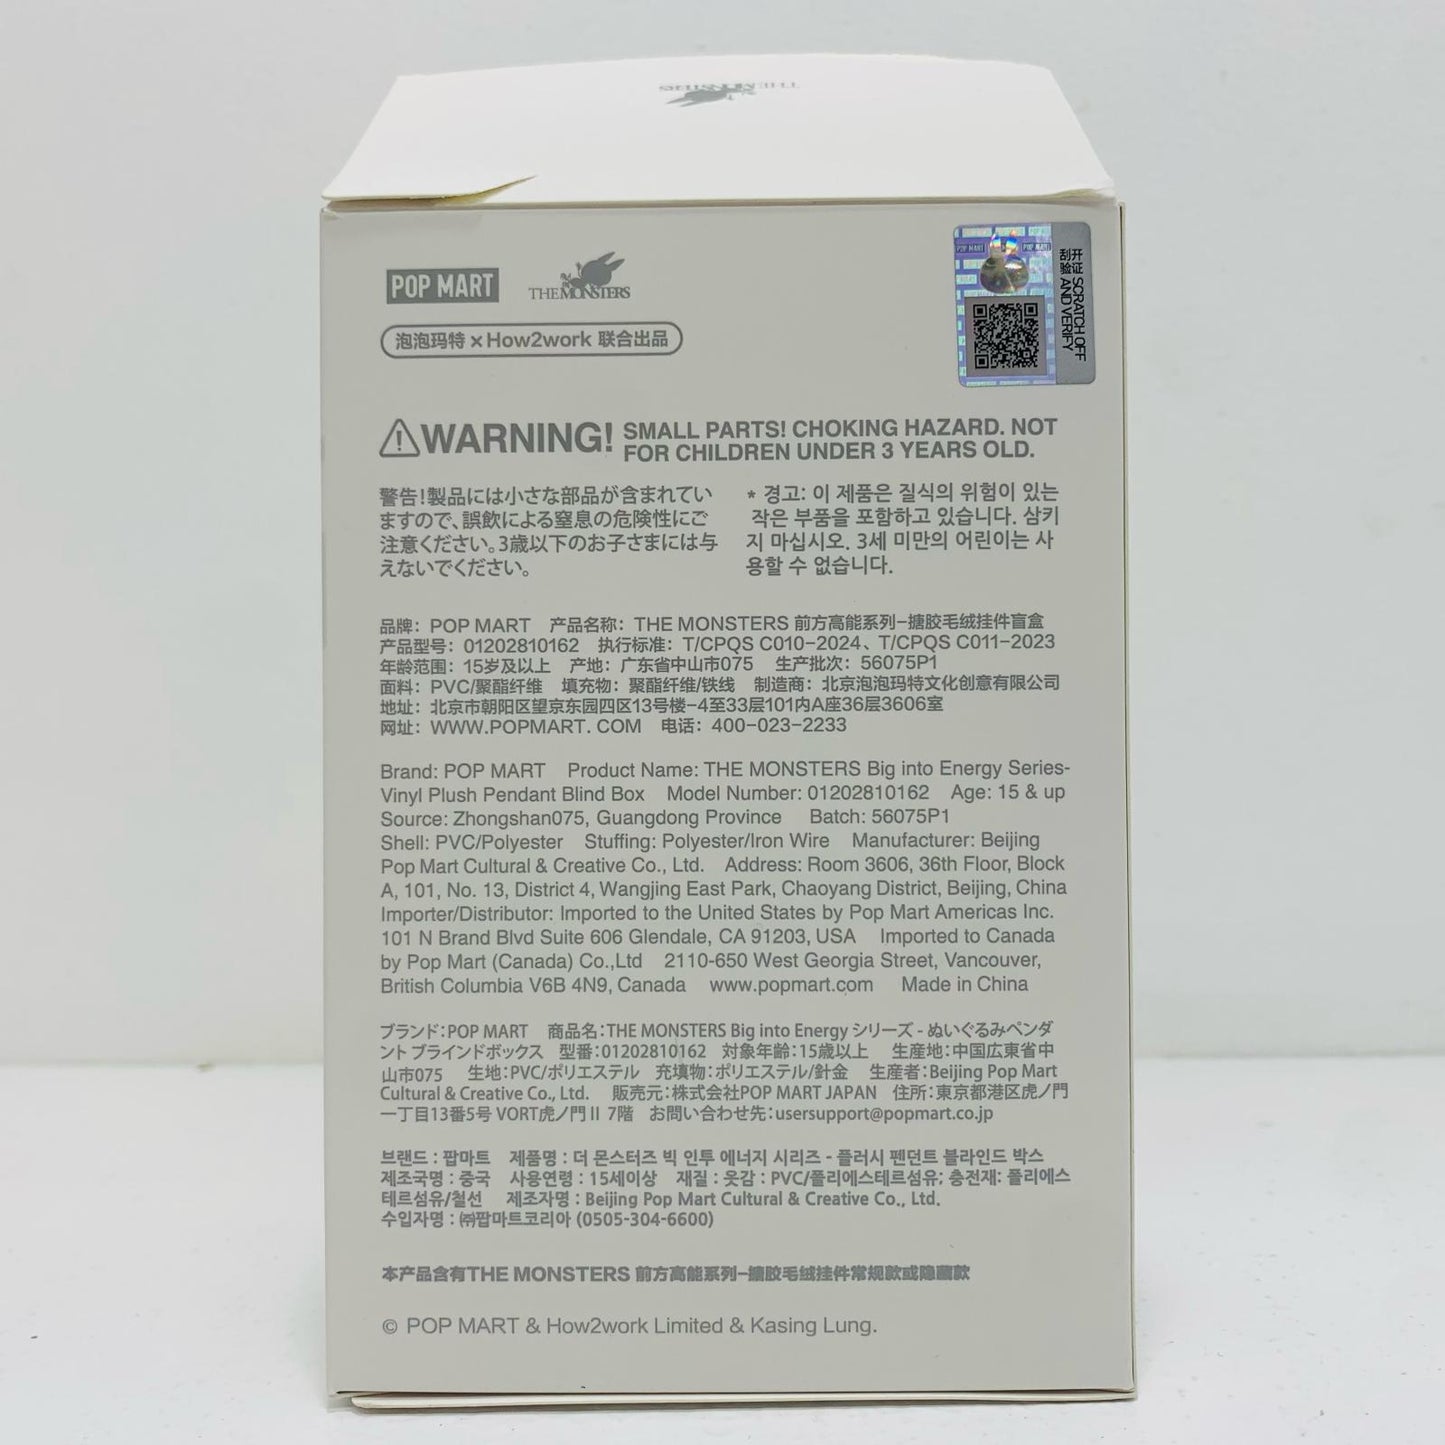 THE MONSTERS
POP MART
THE MONSTERS
泡泡玛特 × How2work 联合出品
POP MART
POP MART
开证 SCRATCH OFF
刮验 AND VERIFY
WARNING! SMALL PARTS! CHOKING HAZARD. NOT
FOR CHILDREN UNDER 3 YEARS OLD.
警告!製品には小さな部品が含まれてい
ますので、誤飲による窒息の危険性にご
注意ください。3歳以下のお子さまには与
えないでください。
* 경고: 이 제품은 질식의 위험이 있는
작은 부품을 포함하고 있습니다. 삼키
지 마십시오. 3세 미만의 어린이는 사
용할 수 없습니다.
品牌: POP MART 产品名称: THE MONSTERS 前方高能系列-搪胶毛绒挂件盲盒
产品型号: 01202810162 执行标准: T/CPQS C010-2024、T/CPQS C011-2023
年龄范围: 15岁及以上 产地: 广东省中山市075 生产批次: 56075P1
面料: PVC/聚酯纤维 填充物: 聚酯纤维/铁线 制造商: 北京泡泡玛特文化创意有限公司
地址: 北京市朝阳区望京东园四区13号楼-4至33层101内A座36层3606室
网址: WWW.POPMART. COM 电话: 400-023-2233
Brand: POP MART Product Name: THE MONSTERS Big into Energy Series-
Vinyl Plush Pendant Blind Box Model Number: 01202810162 Age: 15 & up
Source: Zhongshan075, Guangdong Province Batch: 56075P1
Shell: PVC/Polyester Stuffing: Polyester/Iron Wire Manufacturer: Beijing
Pop Mart Cultural & Creative Co., Ltd. Address: Room 3606, 36th Floor, Block
A, 101, No. 13, District 4, Wangjing East Park, Chaoyang District, Beijing, China
Importer/Distributor: Imported to the United States by Pop Mart Americas Inc.
101 N Brand Blvd Suite 606 Glendale, CA 91203, USA Imported to Canada
by Pop Mart (Canada) Co.,Ltd 2110-650 West Georgia Street, Vancouver,
British Columbia V6B 4N9, Canada www.popmart.com Made in China
ブランド:POP MART 商品名:THE MONSTERS Big into Energy シリーズ - ぬいぐるみペンダ
ント ブラインドボックス 型番:01202810162 対象年齢:15歳以上 生産地:中国広東省中
山市075 生地:PVC/ポリエステル 充填物:ポリエステル/針金 生産者:Beijing Pop Mart
Cultural & Creative Co., Ltd. 販売元:株式会社POP MART JAPAN 住所:東京都港区虎ノ門
一丁目13番5号 VORT虎ノ門Ⅱ 7階 お問い合わせ先:usersupport@popmart.co.jp
브랜드 : 팝마트 제품명 : 더 몬스터즈 빅 인투 에너지 시리즈 - 플러시 펜던트 블라인드 박스
제조국명 : 중국 사용연령 : 15세이상 재질 : 옷감 : PVC/폴리에스테르섬유; 충전재: 폴리에스
테르섬유/철선 제조자명 : Beijing Pop Mart Cultural & Creative Co., Ltd.
수입자명 : ㈜팝마트코리아 (0505-304-6600)
本产品含有THE MONSTERS 前方高能系列-搪胶毛绒挂件常规款或隐藏款
© POP MART & How2work Limited & Kasing Lung.